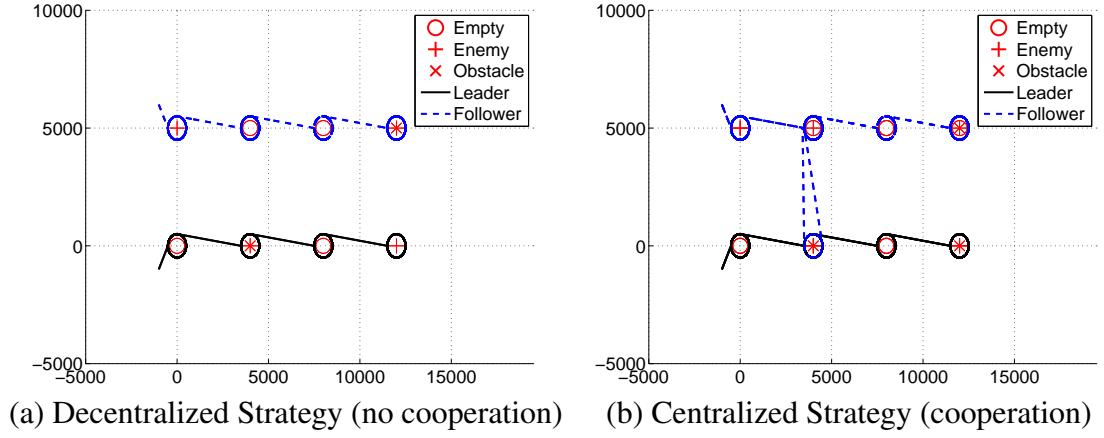 10000
5000
0
−5000
−5000
0
5000
10000
15000
Empty
Enemy
Obstacle
Leader
Follower
(a) Decentralized Strategy (no cooperation)
10000
5000
0
−5000
−5000
0
5000
10000
15000
Empty
Enemy
Obstacle
Leader
Follower
(b) Centralized Strategy (cooperation)